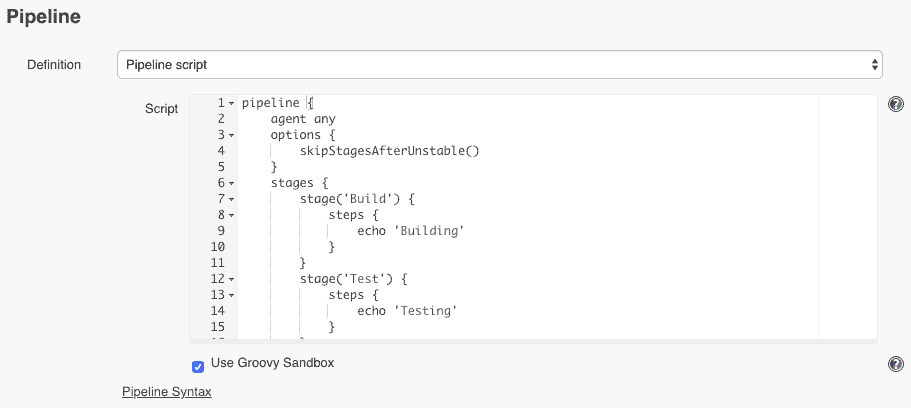 Pipeline
Definition
Pipeline script
Script
1 pipeline {
2     agent any
3     options {
4         skipStagesAfterUnstable()
5     }
6     stages {
7         stage('Build') {
8             steps {
9                 echo 'Building'
10             }
11         }
12         stage('Test') {
13             steps {
14                 echo 'Testing'
15             }
Use Groovy Sandbox
Pipeline Syntax